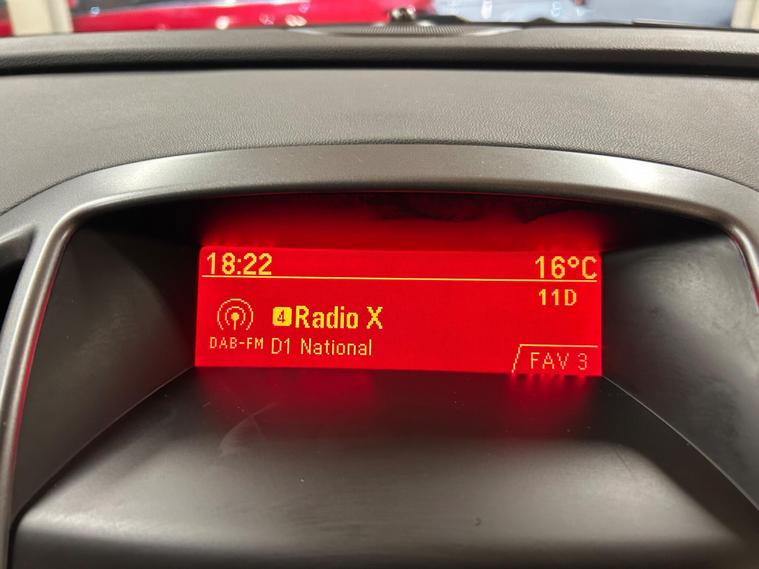 18:22 16°C
11D
4 Radio X
DAB-FM D1 National
FAV 3